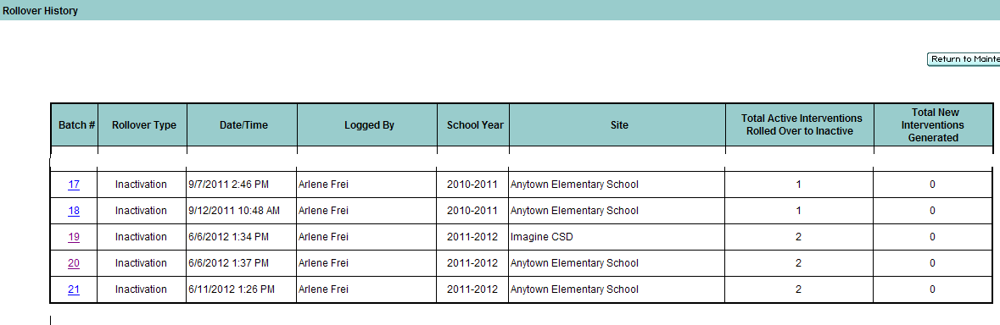 Rollover History
Return to Mainte
Batch # Rollover Type Date/Time Logged By School Year Site Total Active Interventions Rolled Over to Inactive Total New Interventions Generated
17 Inactivation 9/7/2011 2:46 PM Arlene Frei 2010-2011 Anytown Elementary School 1 0
18 Inactivation 9/12/2011 10:48 AM Arlene Frei 2010-2011 Anytown Elementary School 1 0
19 Inactivation 6/6/2012 1:34 PM Arlene Frei 2011-2012 Imagine CSD 2 0
20 Inactivation 6/6/2012 1:37 PM Arlene Frei 2011-2012 Anytown Elementary School 2 0
21 Inactivation 6/11/2012 1:26 PM Arlene Frei 2011-2012 Anytown Elementary School 2 0